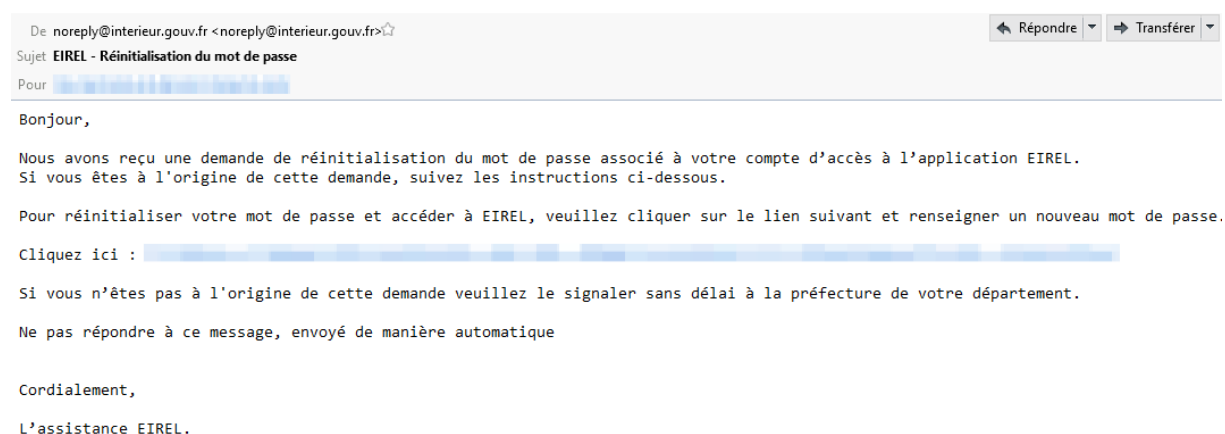 De noreply@interieur.gouv.fr <noreply@interieur.gouv.fr>
Répondre
Transférer
Sujet EIREL - Réinitialisation du mot de passe
Pour
Bonjour,
Nous avons reçu une demande de réinitialisation du mot de passe associé à votre compte d’accès à l’application EIREL.
Si vous êtes à l'origine de cette demande, suivez les instructions ci-dessous.
Pour réinitialiser votre mot de passe et accéder à EIREL, veuillez cliquer sur le lien suivant et renseigner un nouveau mot de passe.
Cliquez ici :
Si vous n’êtes pas à l'origine de cette demande veuillez le signaler sans délai à la préfecture de votre département.
Ne pas répondre à ce message, envoyé de manière automatique
Cordialement,
L’assistance EIREL.